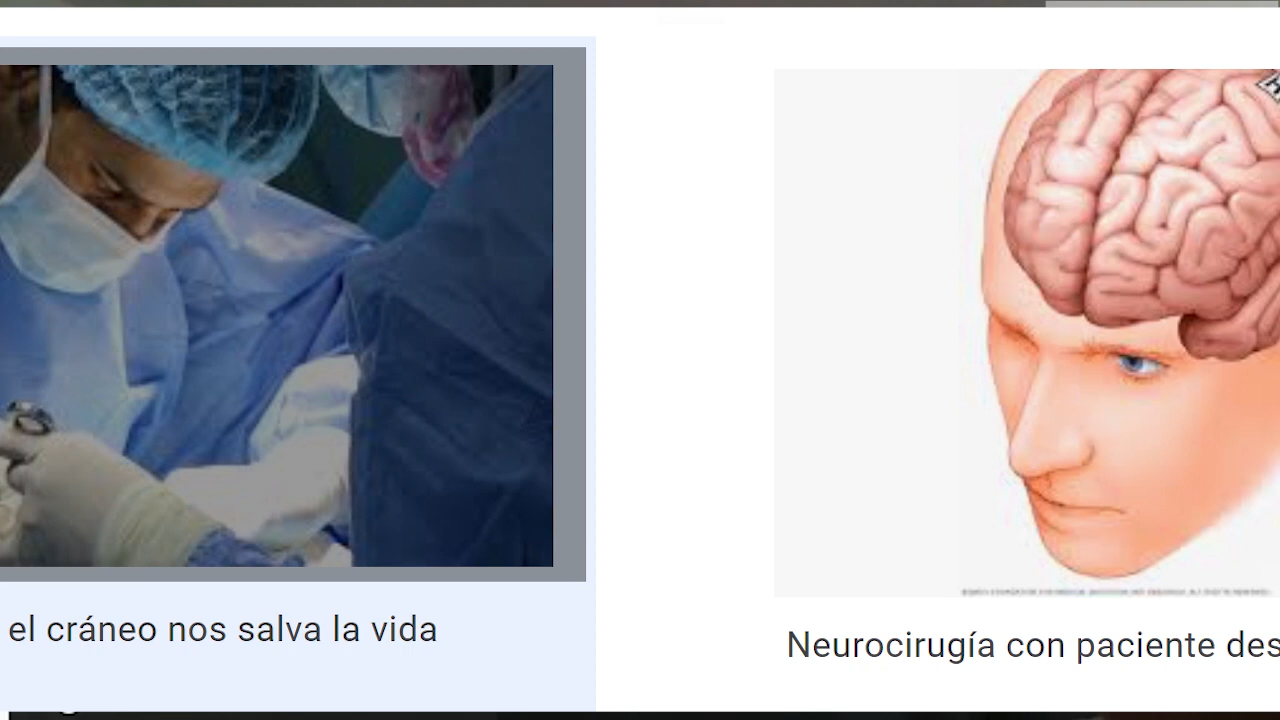 el cráneo nos salva la vida
Neurocirugía con paciente des